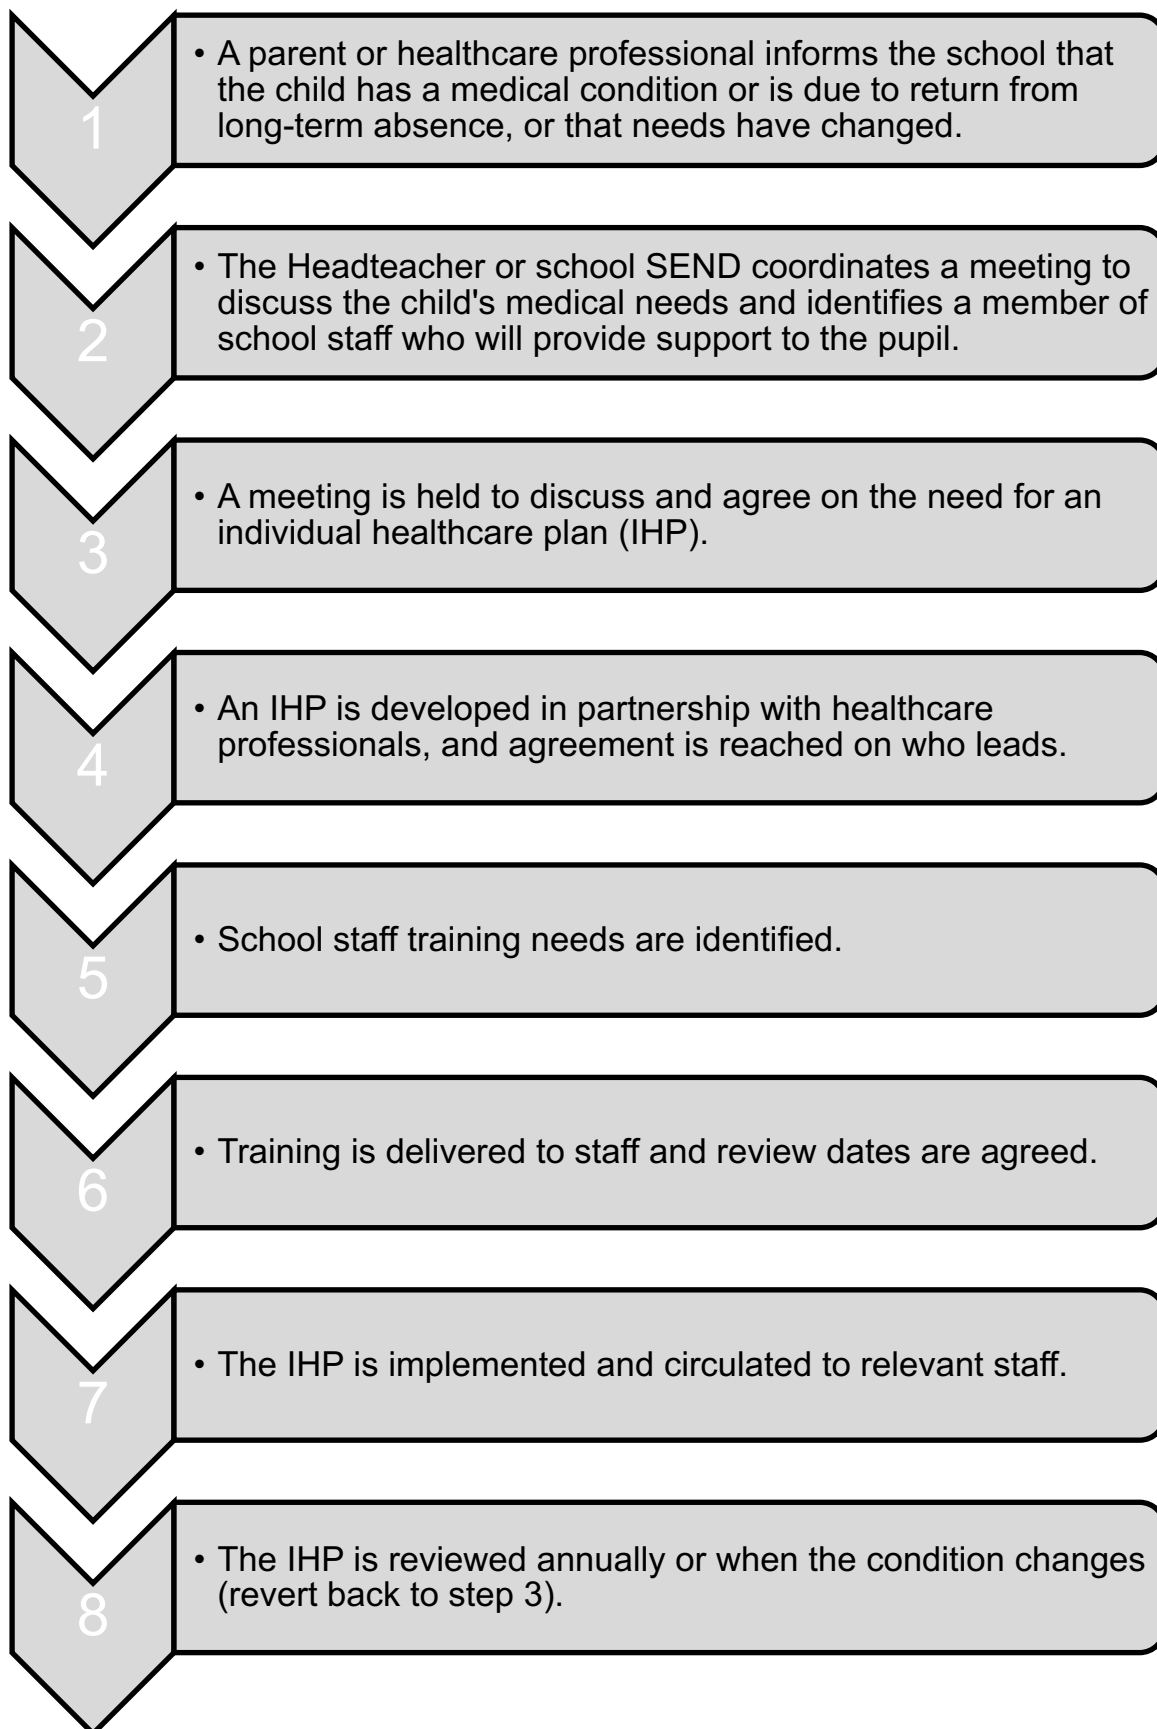 1
• A parent or healthcare professional informs the school that
the child has a medical condition or is due to return from
long-term absence, or that needs have changed.
2
• The Headteacher or school SEND coordinates a meeting to
discuss the child's medical needs and identifies a member of
school staff who will provide support to the pupil.
3
• A meeting is held to discuss and agree on the need for an
individual healthcare plan (IHP).
4
• An IHP is developed in partnership with healthcare
professionals, and agreement is reached on who leads.
5
• School staff training needs are identified.
6
• Training is delivered to staff and review dates are agreed.
7
• The IHP is implemented and circulated to relevant staff.
8
• The IHP is reviewed annually or when the condition changes
(revert back to step 3).